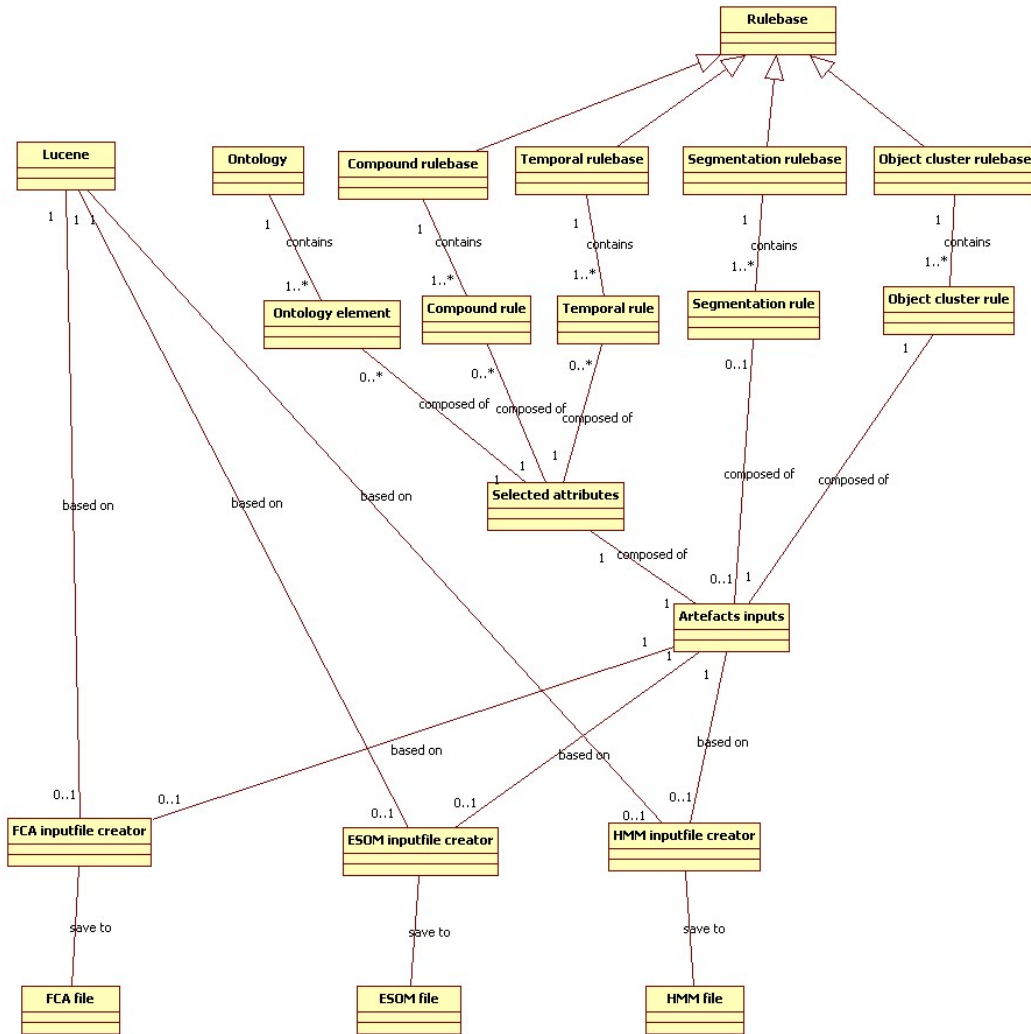 Rulebase
Lucene
Ontology
Compound rulebase
Temporal rulebase
Segmentation rulebase
Object cluster rulebase
1
1
1
1
1
1
1
1
contains
contains
contains
contains
contains
1..*
1..*
1..*
1..*
1..*
Ontology element
Compound rule
Temporal rule
Segmentation rule
Object cluster rule
0..*
0..*
0..*
0..1
1
composed of
composed of
composed of
1
1
1
composed of
composed of
Selected attributes
based on
based on
based on
1
composed of
0..1
1
1
Artefacts inputs
1
1
1
based on
based on
based on
0..1
0..1
0..1
0..1
0..1
0..1
FCA inputfile creator
ESOM inputfile creator
HMM inputfile creator
save to
save to
save to
FCA file
ESOM file
HMM file